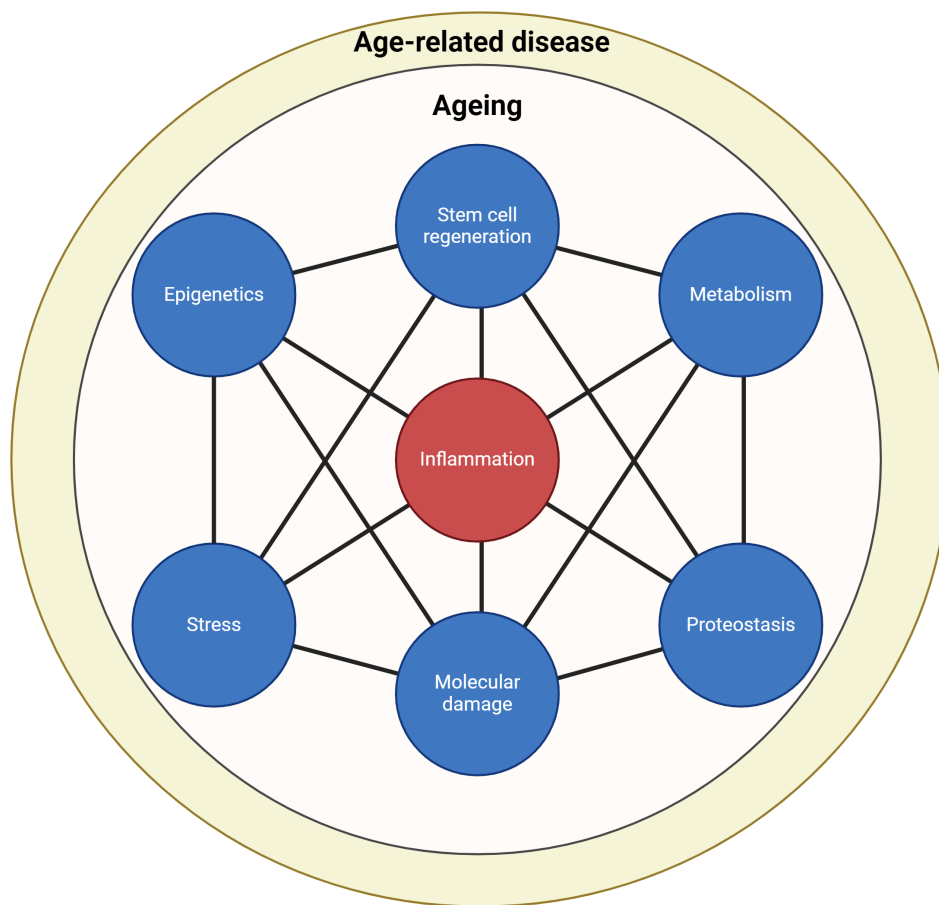 Age-related disease
Ageing
Stem cell
regeneration
Epigenetics
Metabolism
Inflammation
Stress
Proteostasis
Molecular
damage